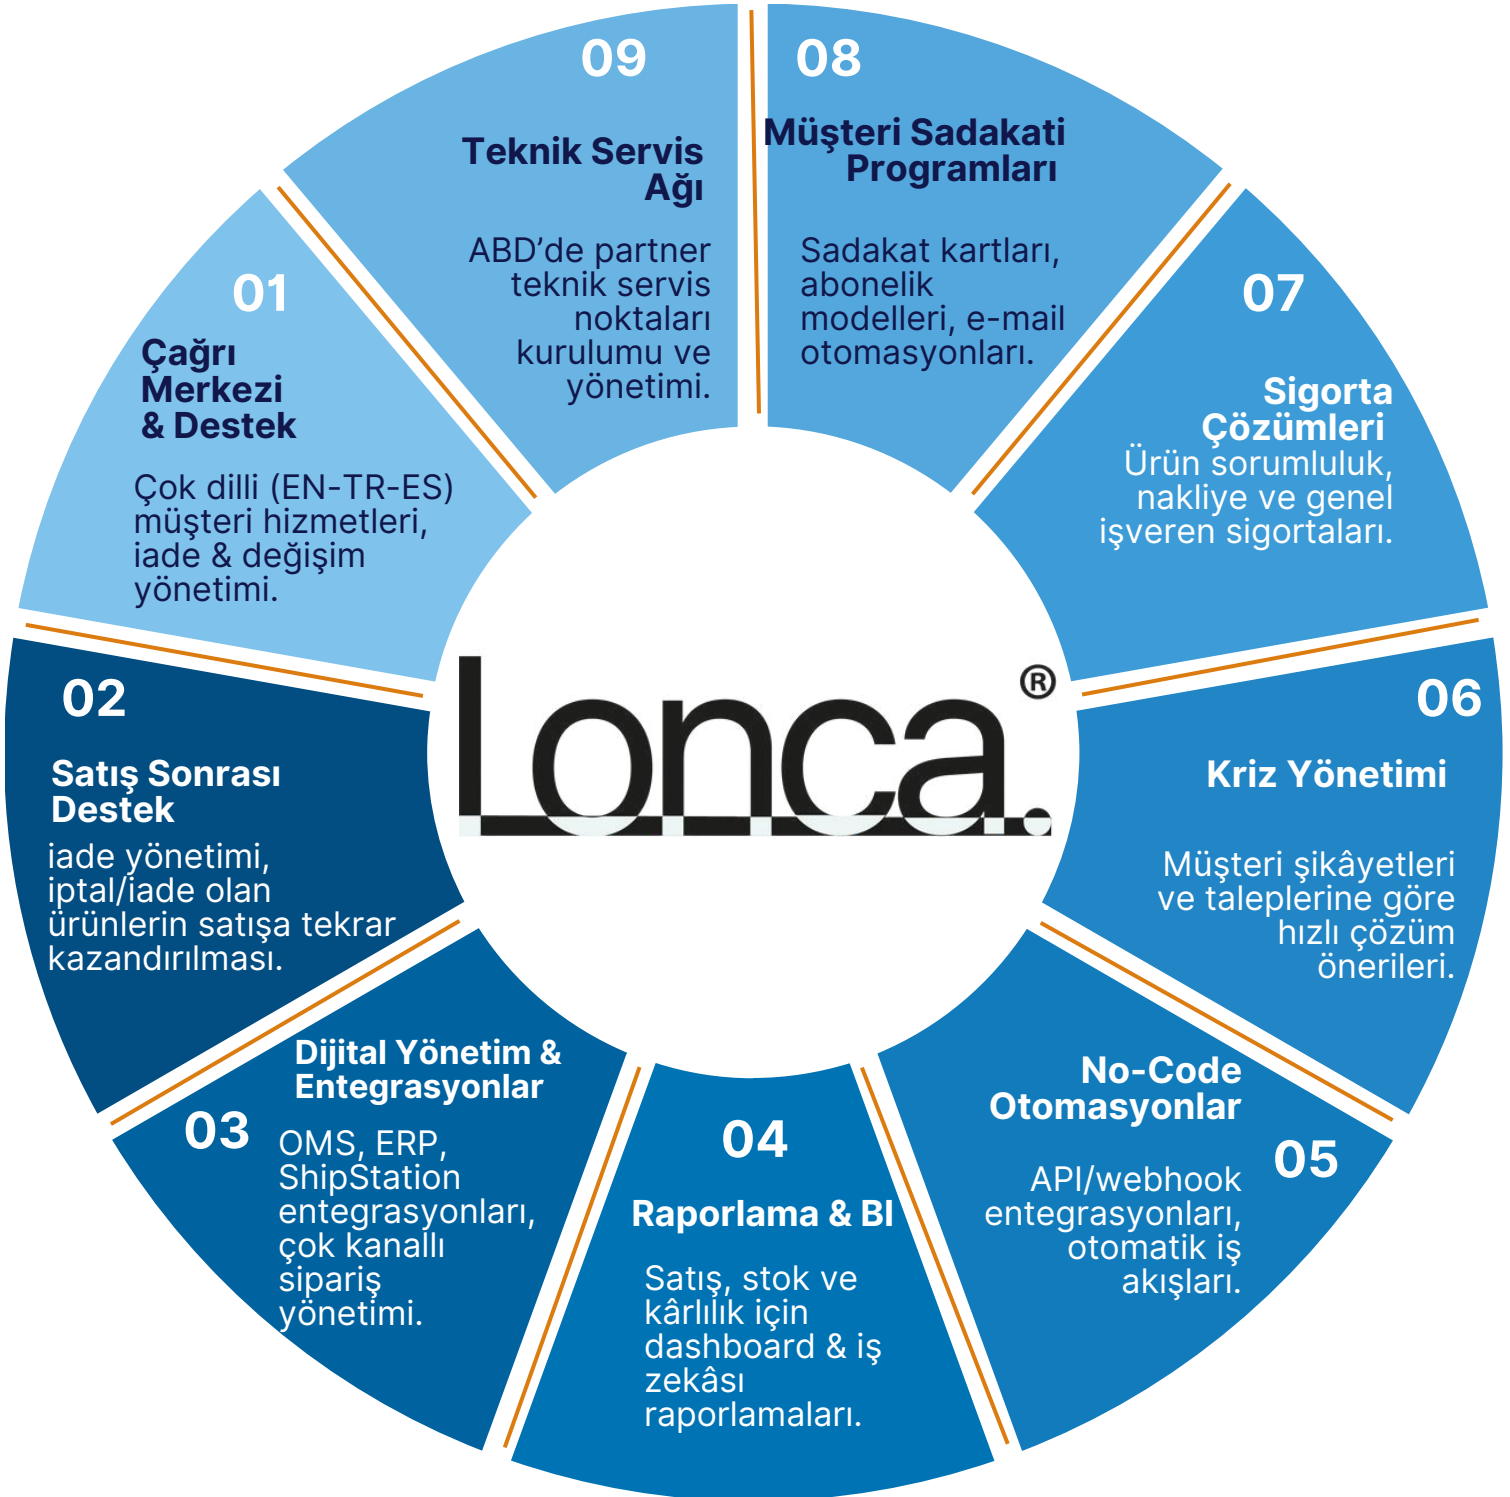 01
Çağrı
Merkezi
& Destek
Çok dilli (EN-TR-ES)
müşteri hizmetleri,
iade & değişim
yönetimi.
02
Satış Sonrası
Destek
iade yönetimi,
iptal/iade olan
ürünlerin satışa tekrar
kazandırılması.
03
Dijital Yönetim &
Entegrasyonlar
OMS, ERP,
ShipStation
entegrasyonları,
çok kanallı
sipariş
yönetimi.
04
Raporlama & BI
Satış, stok ve
kârlılık için
dashboard & iş
zekâsı
raporlamaları.
05
No-Code
Otomasyonlar
API/webhook
entegrasyonları,
otomatik iş
akışları.
06
Kriz Yönetimi
Müşteri şikâyetleri
ve taleplerine göre
hızlı çözüm
önerileri.
07
Sigorta
Çözümleri
Ürün sorumluluk,
nakliye ve genel
işveren sigortaları.
08
Müşteri Sadakati
Programları
Sadakat kartları,
abonelik
modelleri, e-mail
otomasyonları.
09
Teknik Servis
Ağı
ABD’de partner
teknik servis
noktaları
kurulumu ve
yönetimi.
Lonca.®